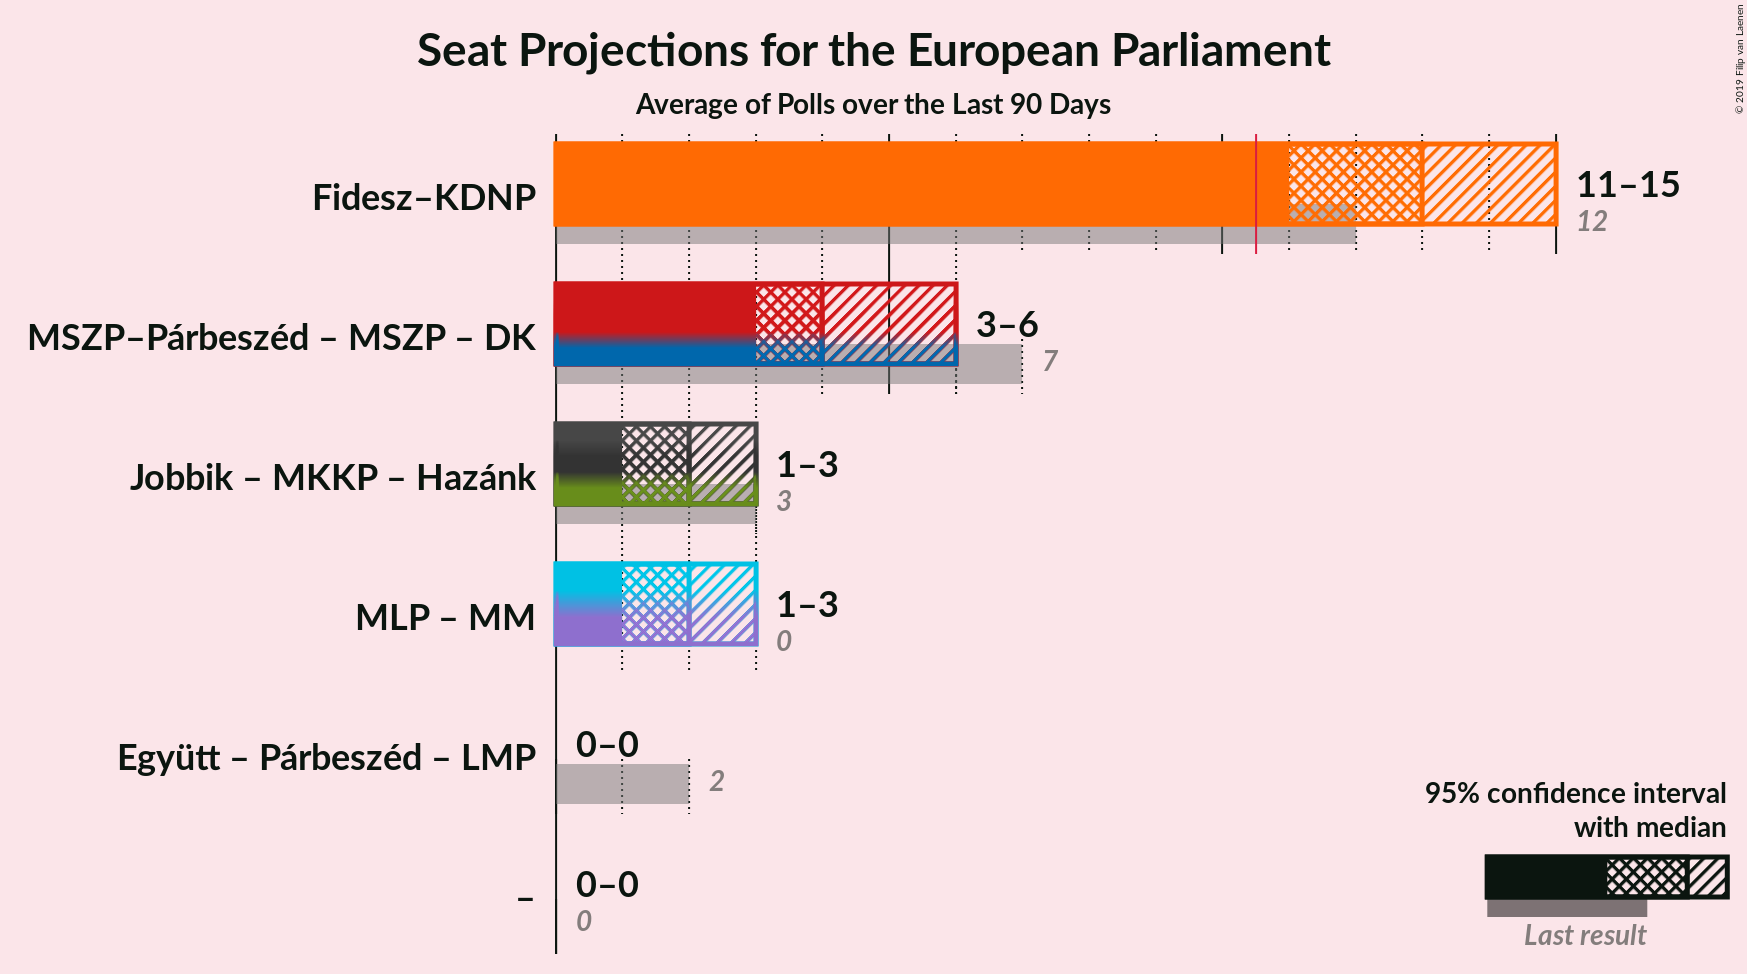 Seat Projections for the European Parliament
Average of Polls over the Last 90 Days
Fidesz–KDNP
11–15
12
MSZP–Párbeszéd – MSZP – DK
3–6
7
Jobbik – MKKP – Hazánk
1–3
3
MLP – MM
1–3
0
Együtt – Párbeszéd – LMP
0–0
2
–
0–0
0
95% confidence interval
with median
Last result
© 2019 Filip van Laenen